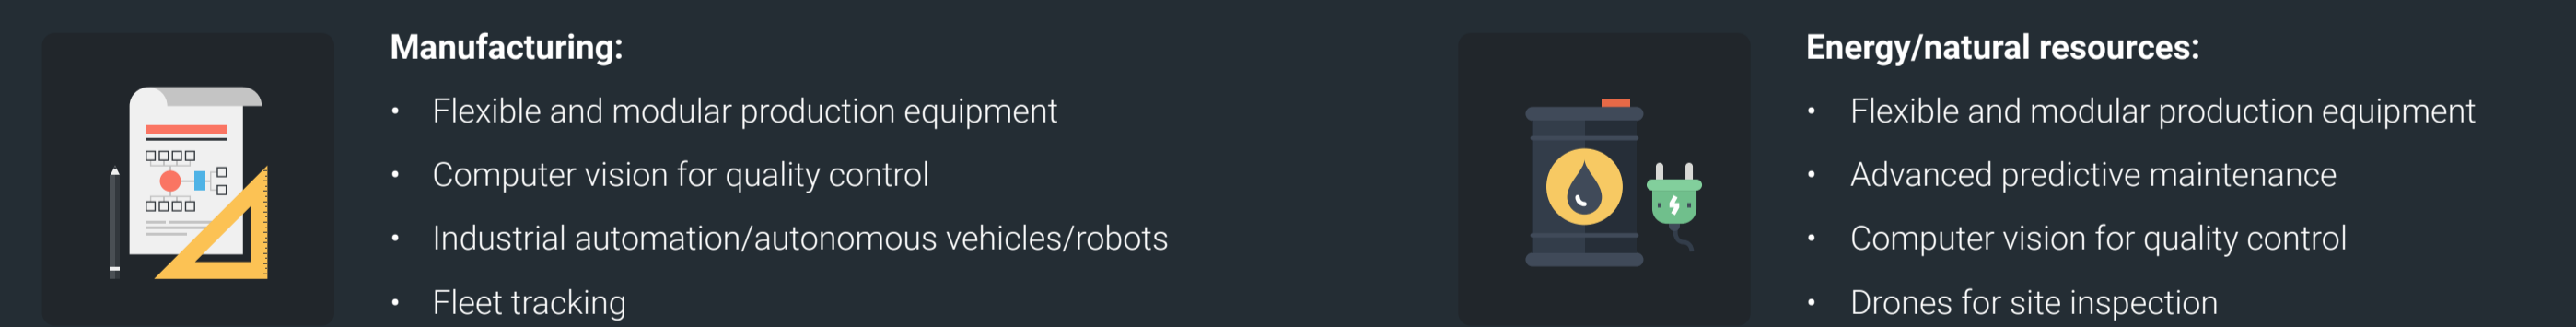 Manufacturing:
• Flexible and modular production equipment
• Computer vision for quality control
• Industrial automation/autonomous vehicles/robots
• Fleet tracking
Energy/natural resources:
• Flexible and modular production equipment
• Advanced predictive maintenance
• Computer vision for quality control
• Drones for site inspection